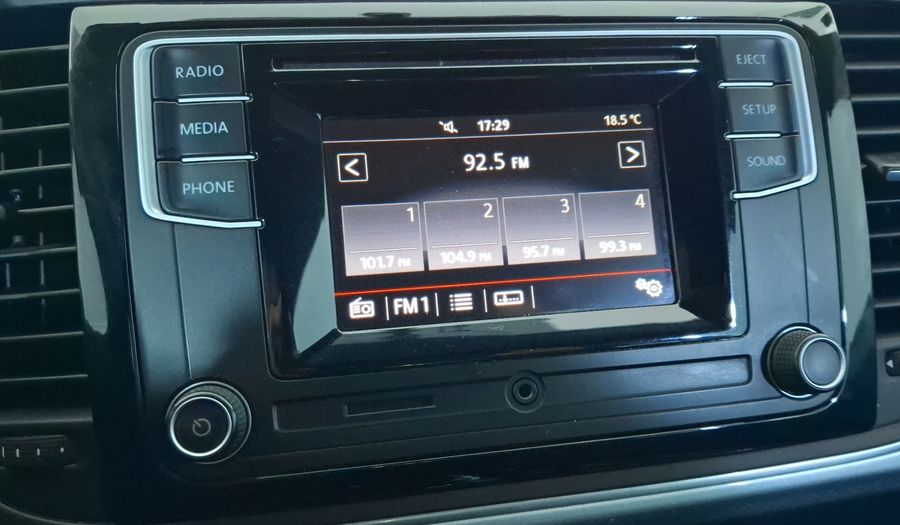 RADIO
MEDIA
PHONE
17:29
18.5 °C
92.5 FM
1
101.7 FM
2
104.9 FM
3
95.7 FM
4
99.3 FM
FM1
EJECT
SETUP
SOUND